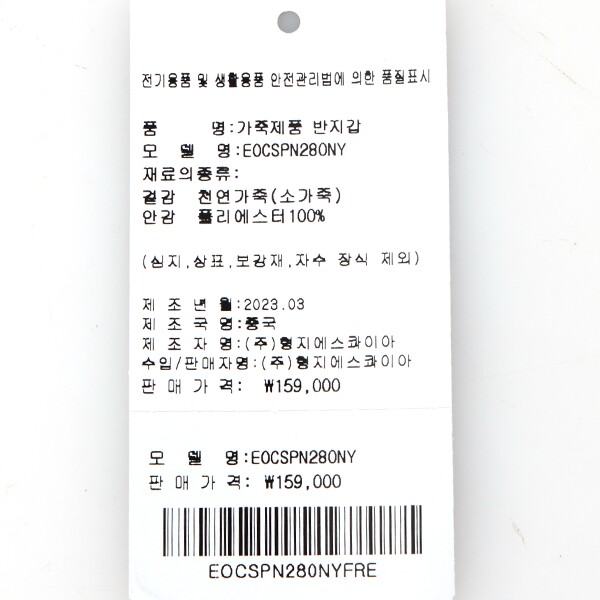 전기용품 및 생활용품 안전관리법에 의한 품질표시
품 명:가죽제품 반지갑
모 델 명:EOCSPN280NY
재료의종류:
겉감 천연가죽(소가죽)
안감 폴리에스터100%
(심지,상표,보강재,자수 장식 제외)
제 조 년 월:2023.03
제 조 국 명:중국
제 조 자 명:(주)형지에스콰이아
수입/판매자명:(주)형지에스콰이아
판 매 가 격: ₩159,000
모 델 명:EOCSPN280NY
판 매 가 격: ₩159,000
EOCSPN280NYFRE